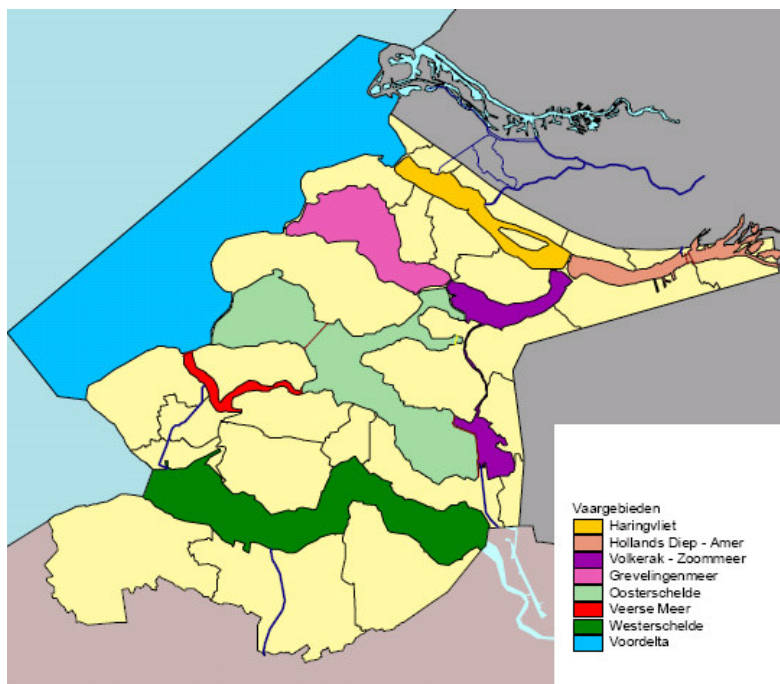 Vaargebieden
Haringvliet
Hollands Diep - Amer
Volkerak - Zoommeer
Grevelingenmeer
Oosterschelde
Veerse Meer
Westerschelde
Voordelta